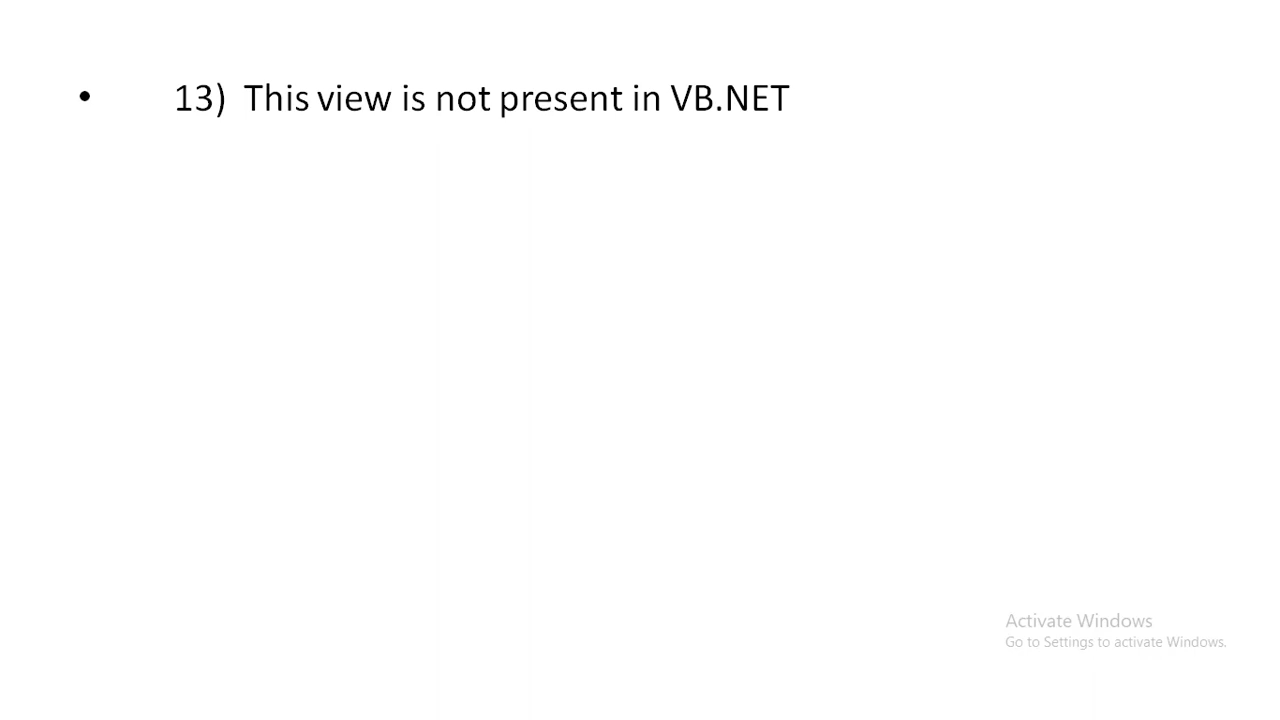 • 13) This view is not present in VB.NET
Activate Windows
Go to Settings to activate Windows.